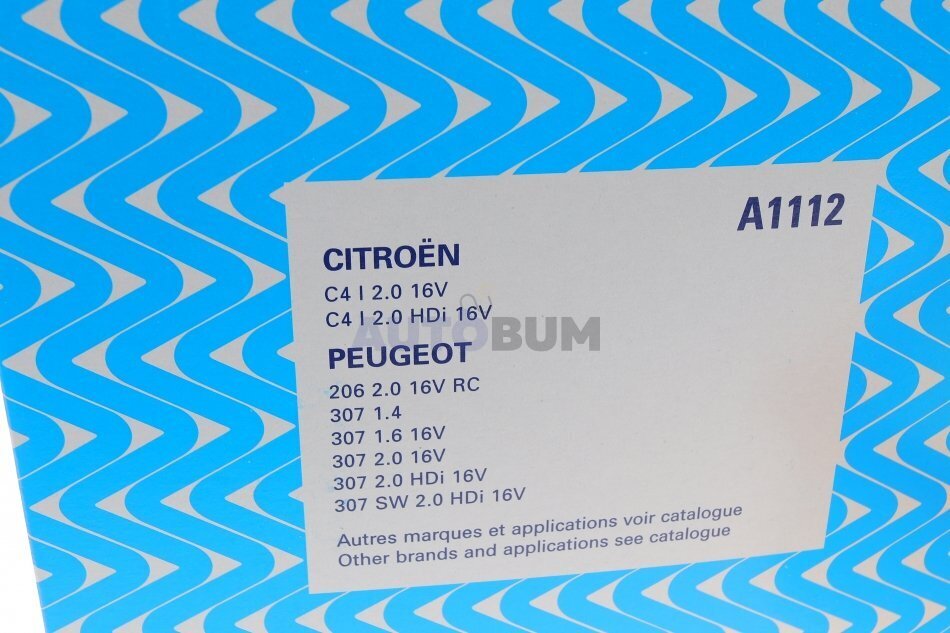 A1112
CITROËN
C4 I 2.0 16V
C4 I 2.0 HDi 16V
AUTOBUM
PEUGEOT
206 2.0 16V RC
307 1.4
307 1.6 16V
307 2.0 16V
307 2.0 HDi 16V
307 SW 2.0 HDi 16V
Autres marques et applications voir catalogue
Other brands and applications see catalogue